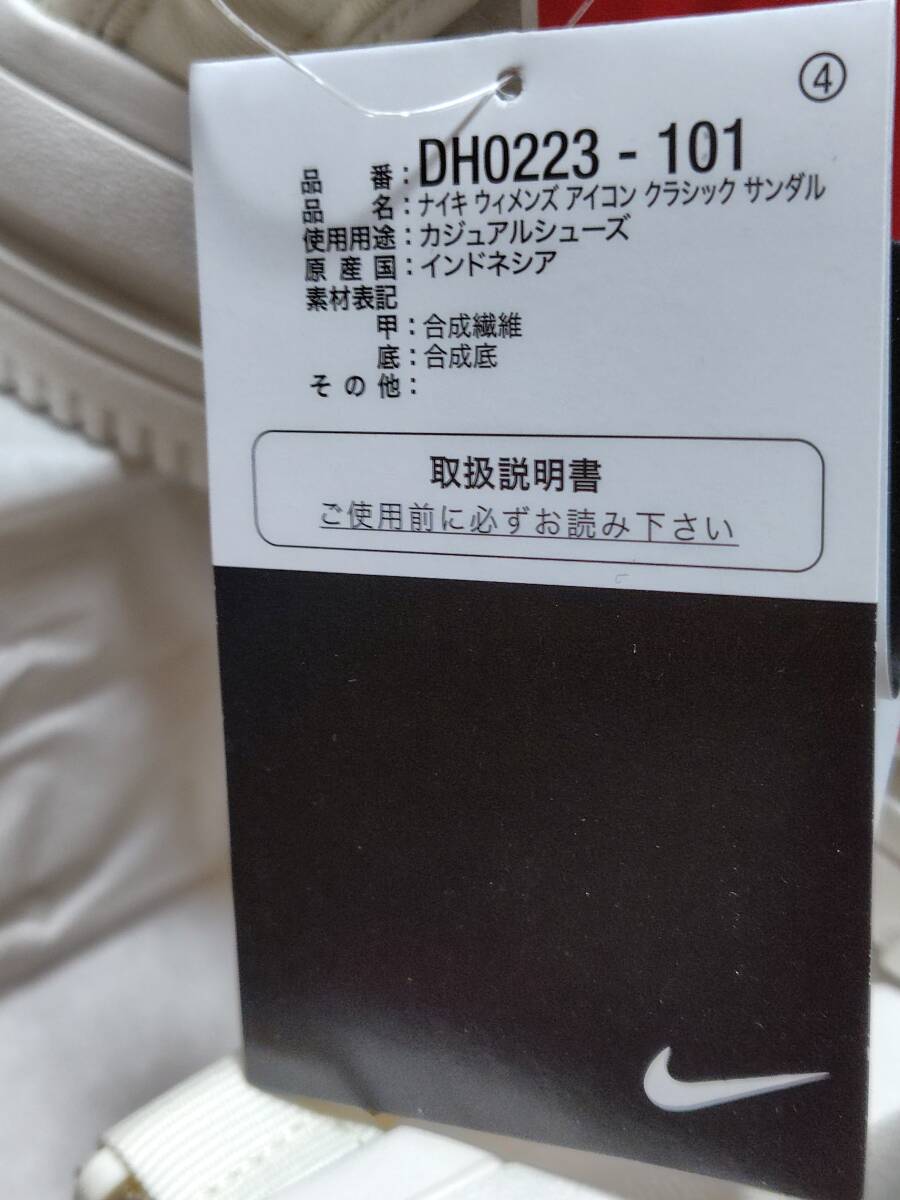 ④
品番：DH0223 - 101
品名：ナイキ ウィメンズ アイコン クラシック サンダル
使用用途：カジュアルシューズ
原産国：インドネシア
素材表記
甲：合成繊維
底：合成底
その他：
取扱説明書
ご使用前に必ずお読み下さい